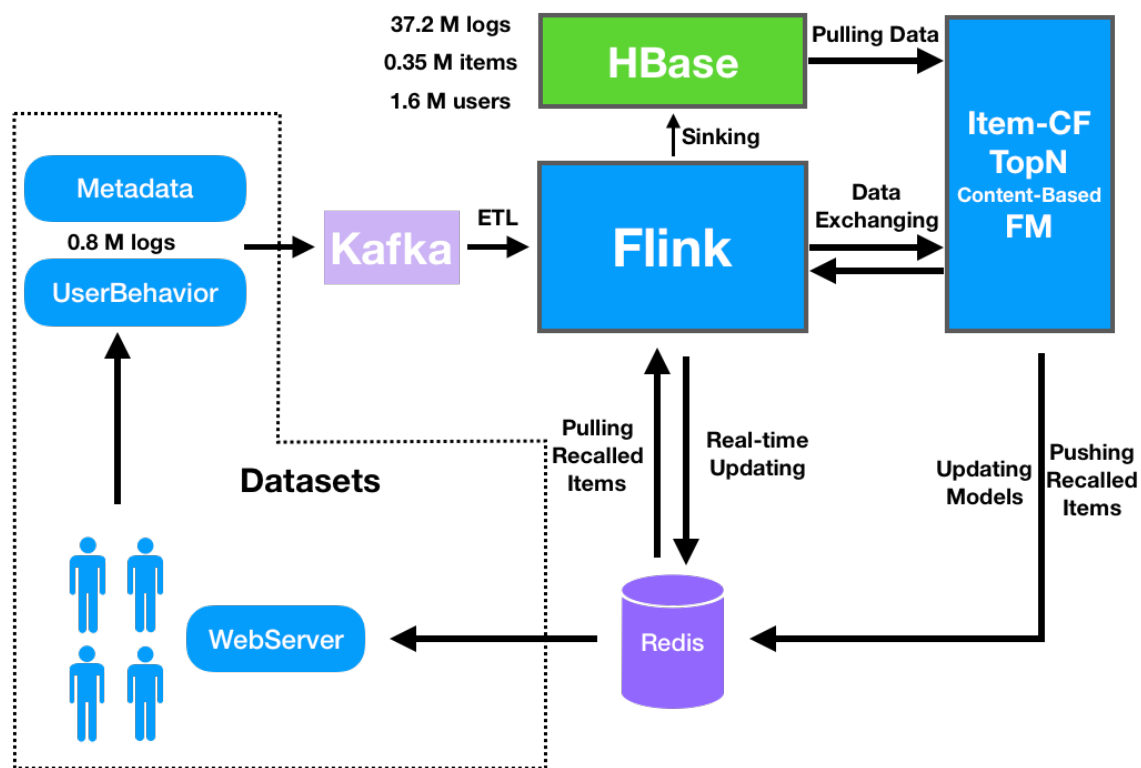 37.2 M logs
0.35 M items
1.6 M users
HBase
Pulling Data
Item-CF
TopN
Content-Based
FM
Sinking
Metadata
0.8 M logs
UserBehavior
Kafka
ETL
Flink
Data
Exchanging
Datasets
Pulling
Recalled
Items
Real-time
Updating
Updating
Models
Pushing
Recalled
Items
WebServer
Redis